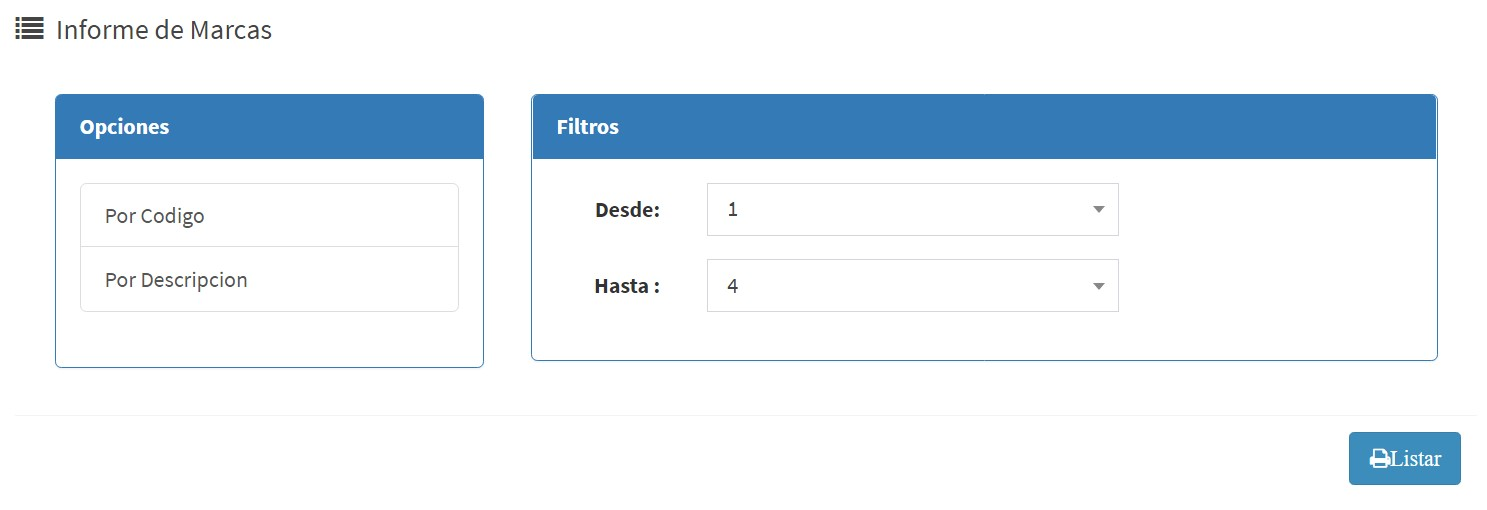 Informe de Marcas
Opciones
Por Codigo
Por Descripcion
Filtros
Desde: 1
Hasta : 4
Listar